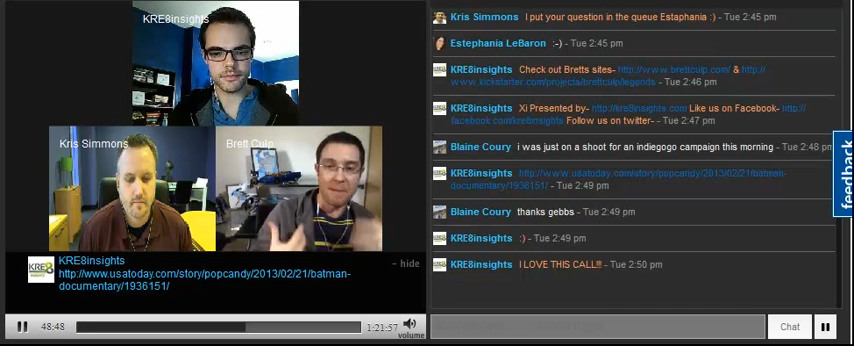 KRE8insights
Kris Simmons
Brett Culp
KRE8insights
http://www.usatoday.com/story/popcandy/2013/02/21/batman-
documentary/1936151/
– hide
48:48
1:21:57
volume
Kris Simmons I put your question in the queue Estaphania :) - Tue 2:45 pm
Estephania LeBaron :-) - Tue 2:45 pm
KRE8insights Check out Bretts sites- http://www.brettculp.com/ & http://
www.kickstarter.com/projects/brettculp/legends - Tue 2:46 pm
KRE8insights Xi Presented by- http://kre8insights.com Like us on Facebook- http://
facebook.com/kre8insights Follow us on twitter- - Tue 2:47 pm
Blaine Coury i was just on a shoot for an indiegogo campaign this morning - Tue 2:48 pm
KRE8insights http://www.usatoday.com/story/popcandy/2013/02/21/batman-
documentary/1936151/ - Tue 2:49 pm
Blaine Coury thanks gebbs - Tue 2:49 pm
KRE8insights :) - Tue 2:49 pm
KRE8insights I LOVE THIS CALL!!! - Tue 2:50 pm
Chat
feedback